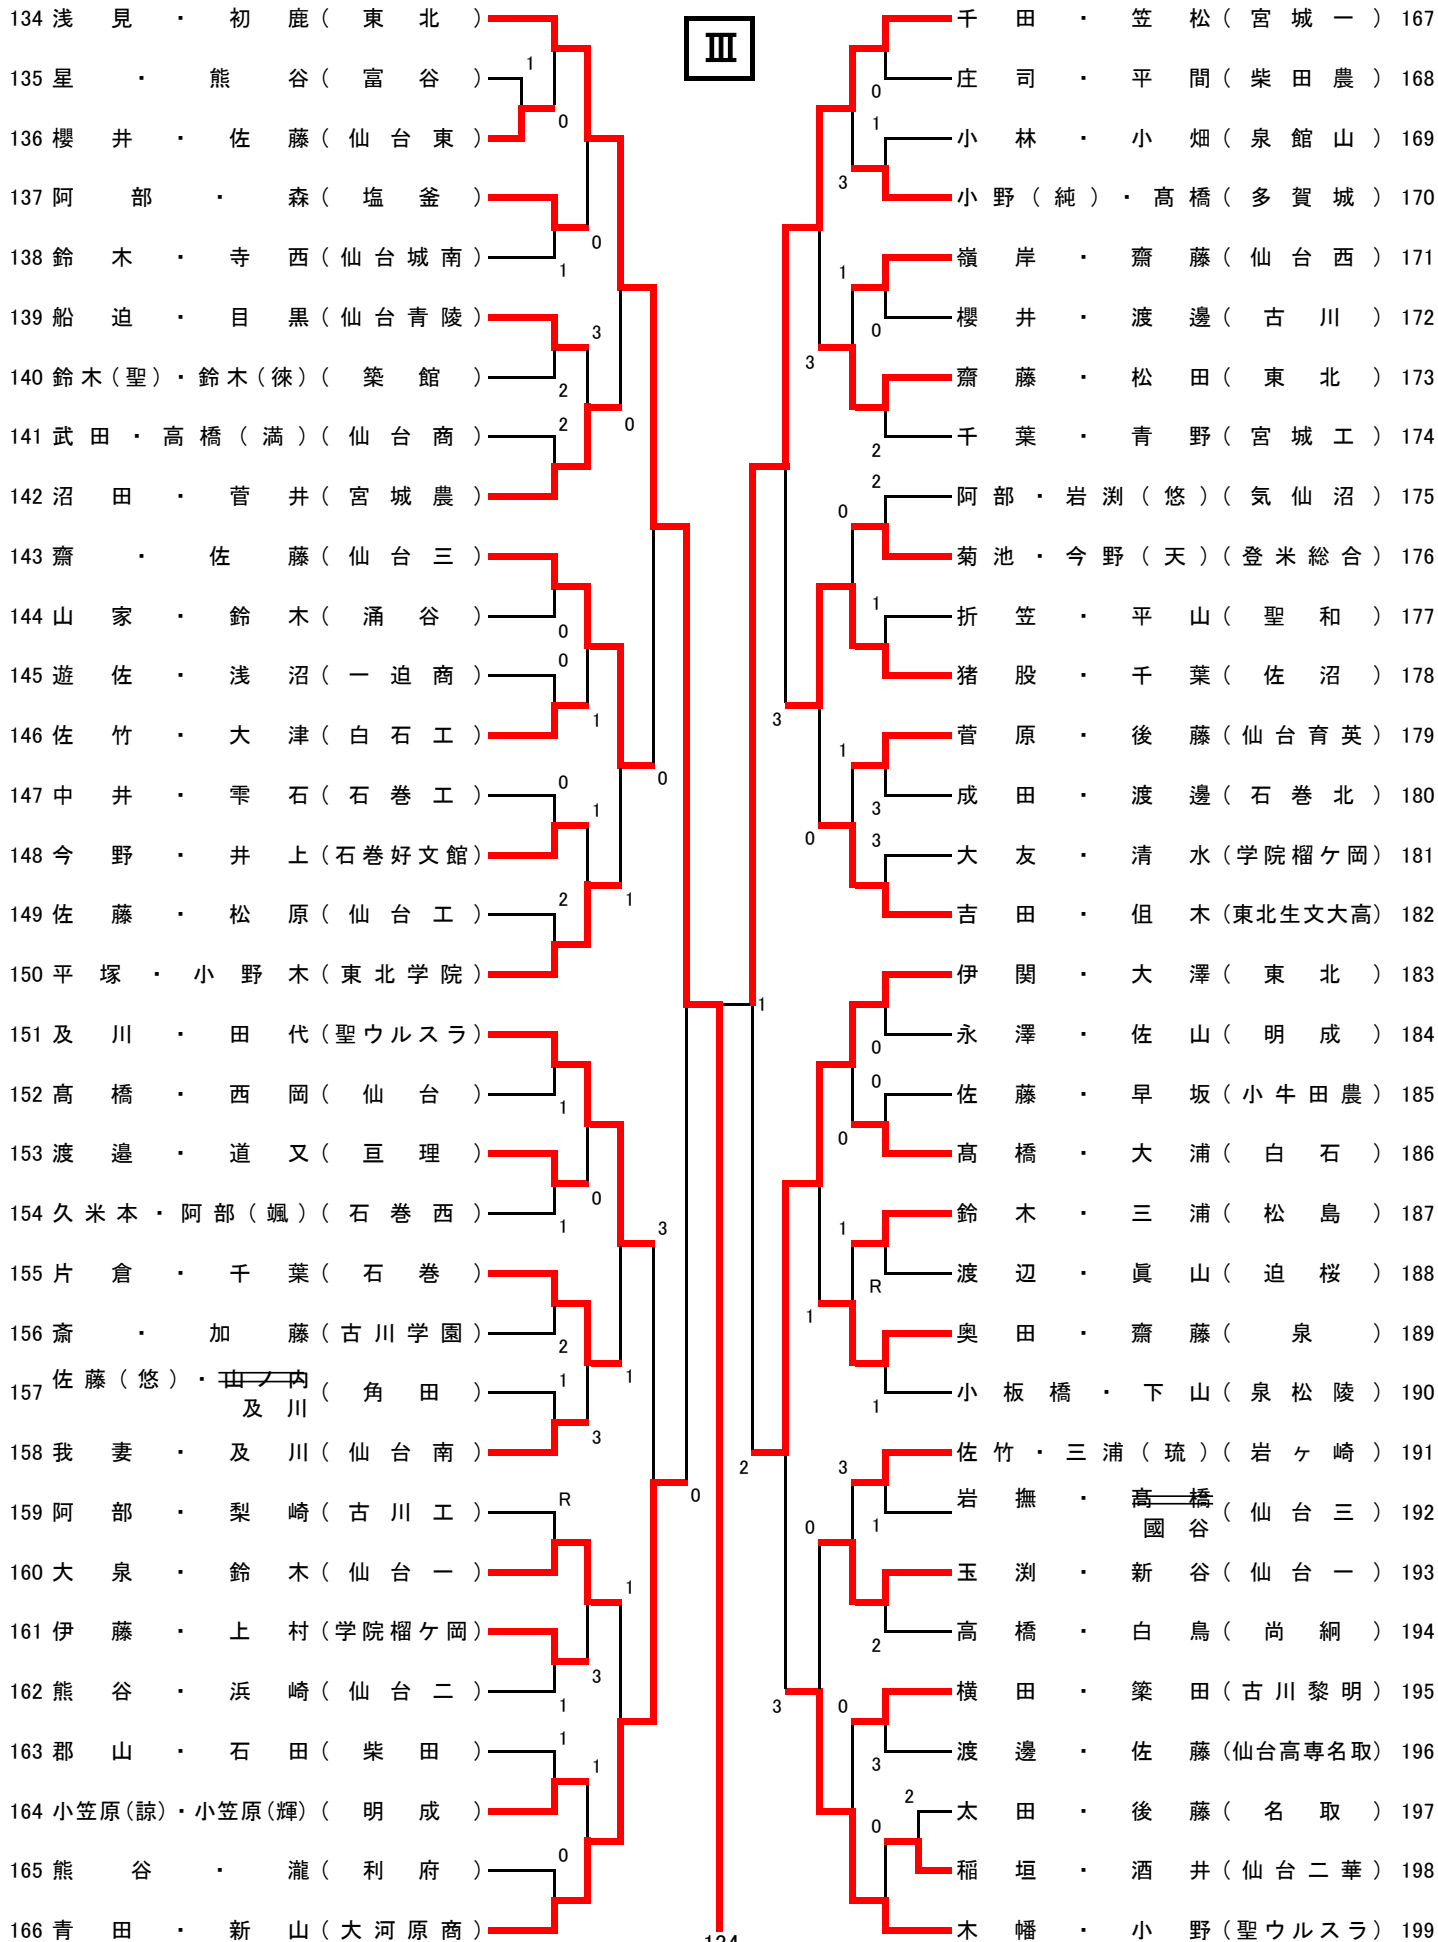 Ⅲ
134 浅見・初鹿(東北)
135 星・熊谷(富谷)
136 櫻井・佐藤(仙台東)
137 阿部・森(塩釜)
138 鈴木・寺西(仙台城南)
139 船迫・目黒(仙台青陵)
140 鈴木(聖)・鈴木(徠)(築館)
141 武田・高橋(満)(仙台商)
142 沼田・菅井(宮城農)
143 齋・佐藤(仙台三)
144 山家・鈴木(涌谷)
145 遊佐・浅沼(一迫商)
146 佐竹・大津(白石工)
147 中井・雫石(石巻工)
148 今野・井上(石巻好文館)
149 佐藤・松原(仙台工)
150 平塚・小野木(東北学院)
151 及川・田代(聖ウルスラ)
152 髙橋・西岡(仙台)
153 渡邉・道又(亘理)
154 久米本・阿部(颯)(石巻西)
155 片倉・千葉(石巻)
156 斎・加藤(古川学園)
157 佐藤(悠)・山ノ内(角田)
及川
158 我妻・及川(仙台南)
159 阿部・梨崎(古川工)
160 大泉・鈴木(仙台一)
161 伊藤・上村(学院榴ケ岡)
162 熊谷・浜崎(仙台二)
163 郡山・石田(柴田)
164 小笠原(諒)・小笠原(輝)(明成)
165 熊谷・瀧(利府)
166 青田・新山(大河原商)
1
0
0
1
3
2
2
0
0
0
1
0
0
1
2
1
1
0
1
3
2
1
1
3
R
0
1
3
1
1
1
0
134
千田・笠松(宮城一) 167
庄司・平間(柴田農) 168
小林・小畑(泉館山) 169
小野(純)・髙橋(多賀城) 170
嶺岸・齋藤(仙台西) 171
櫻井・渡邊(古川) 172
齋藤・松田(東北) 173
千葉・青野(宮城工) 174
阿部・岩渕(悠)(気仙沼) 175
菊池・今野(天)(登米総合) 176
折笠・平山(聖和) 177
猪股・千葉(佐沼) 178
菅原・後藤(仙台育英) 179
成田・渡邊(石巻北) 180
大友・清水(学院榴ケ岡) 181
吉田・但木(東北生文大高) 182
伊関・大澤(東北) 183
永澤・佐山(明成) 184
佐藤・早坂(小牛田農) 185
髙橋・大浦(白石) 186
鈴木・三浦(松島) 187
渡辺・眞山(迫桜) 188
奥田・齋藤(泉) 189
小板橋・下山(泉松陵) 190
佐竹・三浦(琉)(岩ヶ崎) 191
岩撫・髙橋(仙台三) 192
國谷
玉渕・新谷(仙台一) 193
高橋・白鳥(尚絅) 194
横田・簗田(古川黎明) 195
渡邊・佐藤(仙台高専名取) 196
太田・後藤(名取) 197
稲垣・酒井(仙台二華) 198
木幡・小野(聖ウルスラ) 199
0
1
3
1
0
3
2
2
0
1
3
1
3
0
3
1
0
0
0
1
R
1
1
2
3
1
0
2
3
0
3
2
0